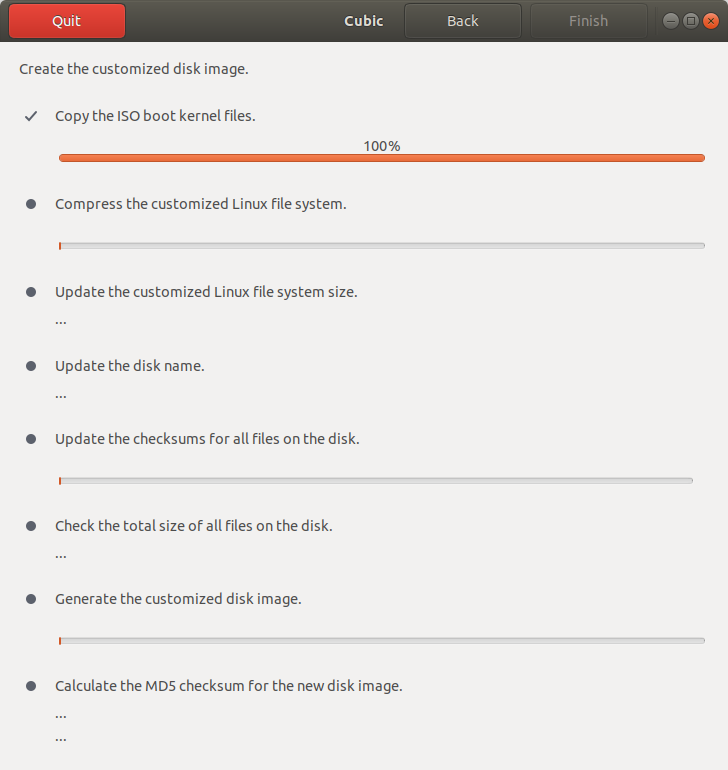 Quit
Cubic
Back
Finish
Create the customized disk image.
Copy the ISO boot kernel files.
100%
Compress the customized Linux file system.
Update the customized Linux file system size.
...
Update the disk name.
...
Update the checksums for all files on the disk.
Check the total size of all files on the disk.
...
Generate the customized disk image.
Calculate the MD5 checksum for the new disk image.
...
...